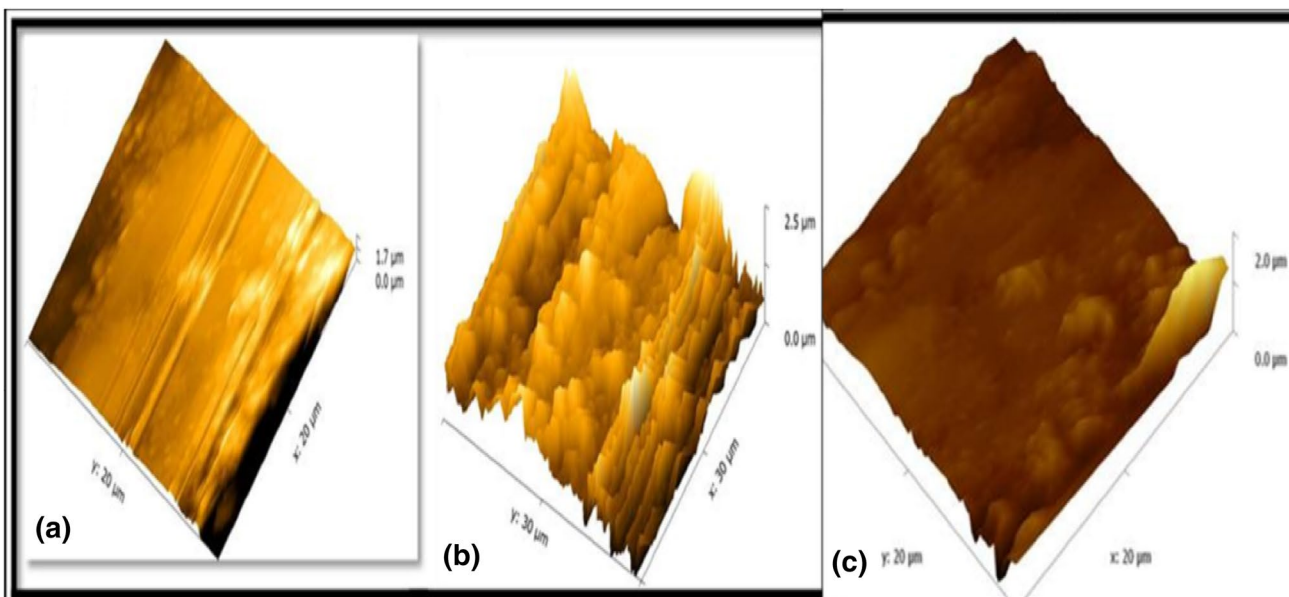 1.7 µm
0.0 µm
x: 20 µm
y: 20 µm
(a)
2.5 µm
0.0 µm
x: 30 µm
y: 30 µm
(b)
2.0 µm
0.0 µm
x: 20 µm
y: 20 µm
(c)